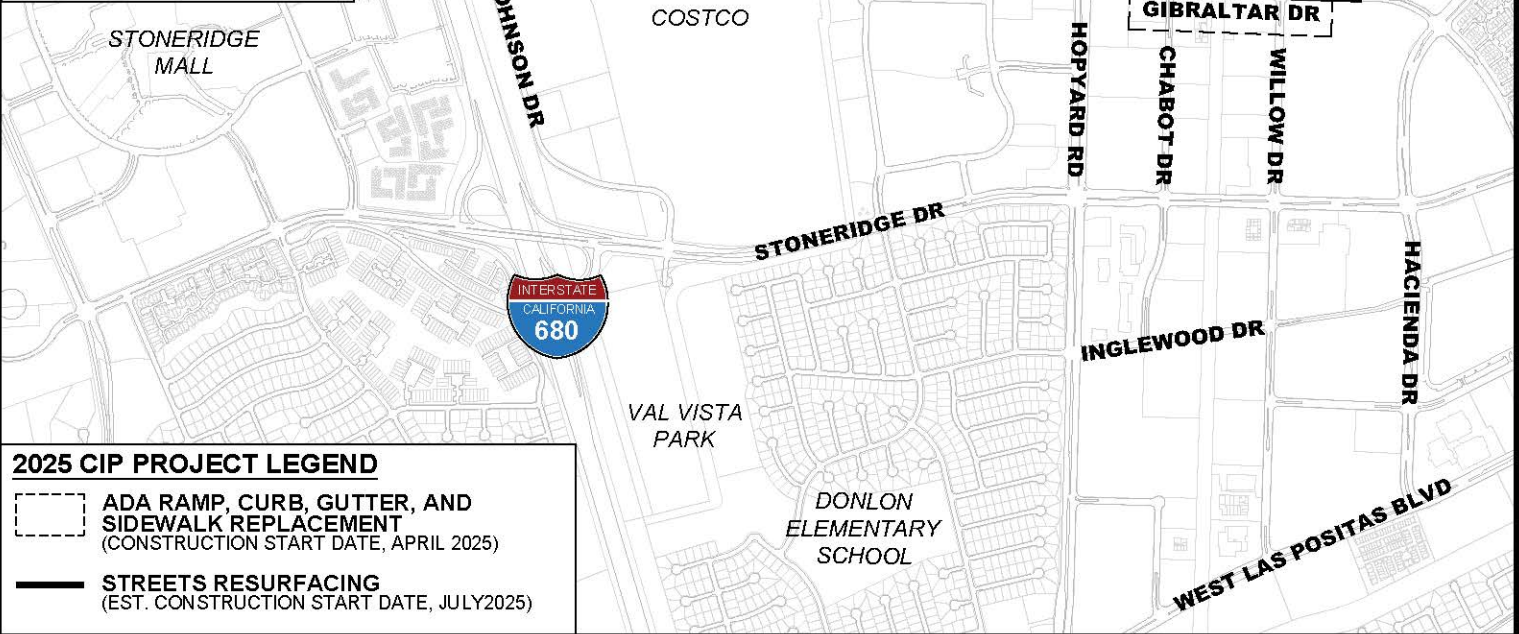 COSTCO
GIBRALTAR DR
STONERIDGE
MALL
OHNSON DR
HOPYARD RD
CHABOT DR
WILLOW DR
STONERIDGE DR
INTERSTATE
CALIFORNIA
680
INGLEWOOD DR
HACIENDA DR
VAL VISTA
PARK
2025 CIP PROJECT LEGEND
ADA RAMP, CURB, GUTTER, AND
SIDEWALK REPLACEMENT
(CONSTRUCTION START DATE, APRIL 2025)
STREETS RESURFACING
(EST. CONSTRUCTION START DATE, JULY2025)
DONLON
ELEMENTARY
SCHOOL
WEST LAS POSITAS BLVD